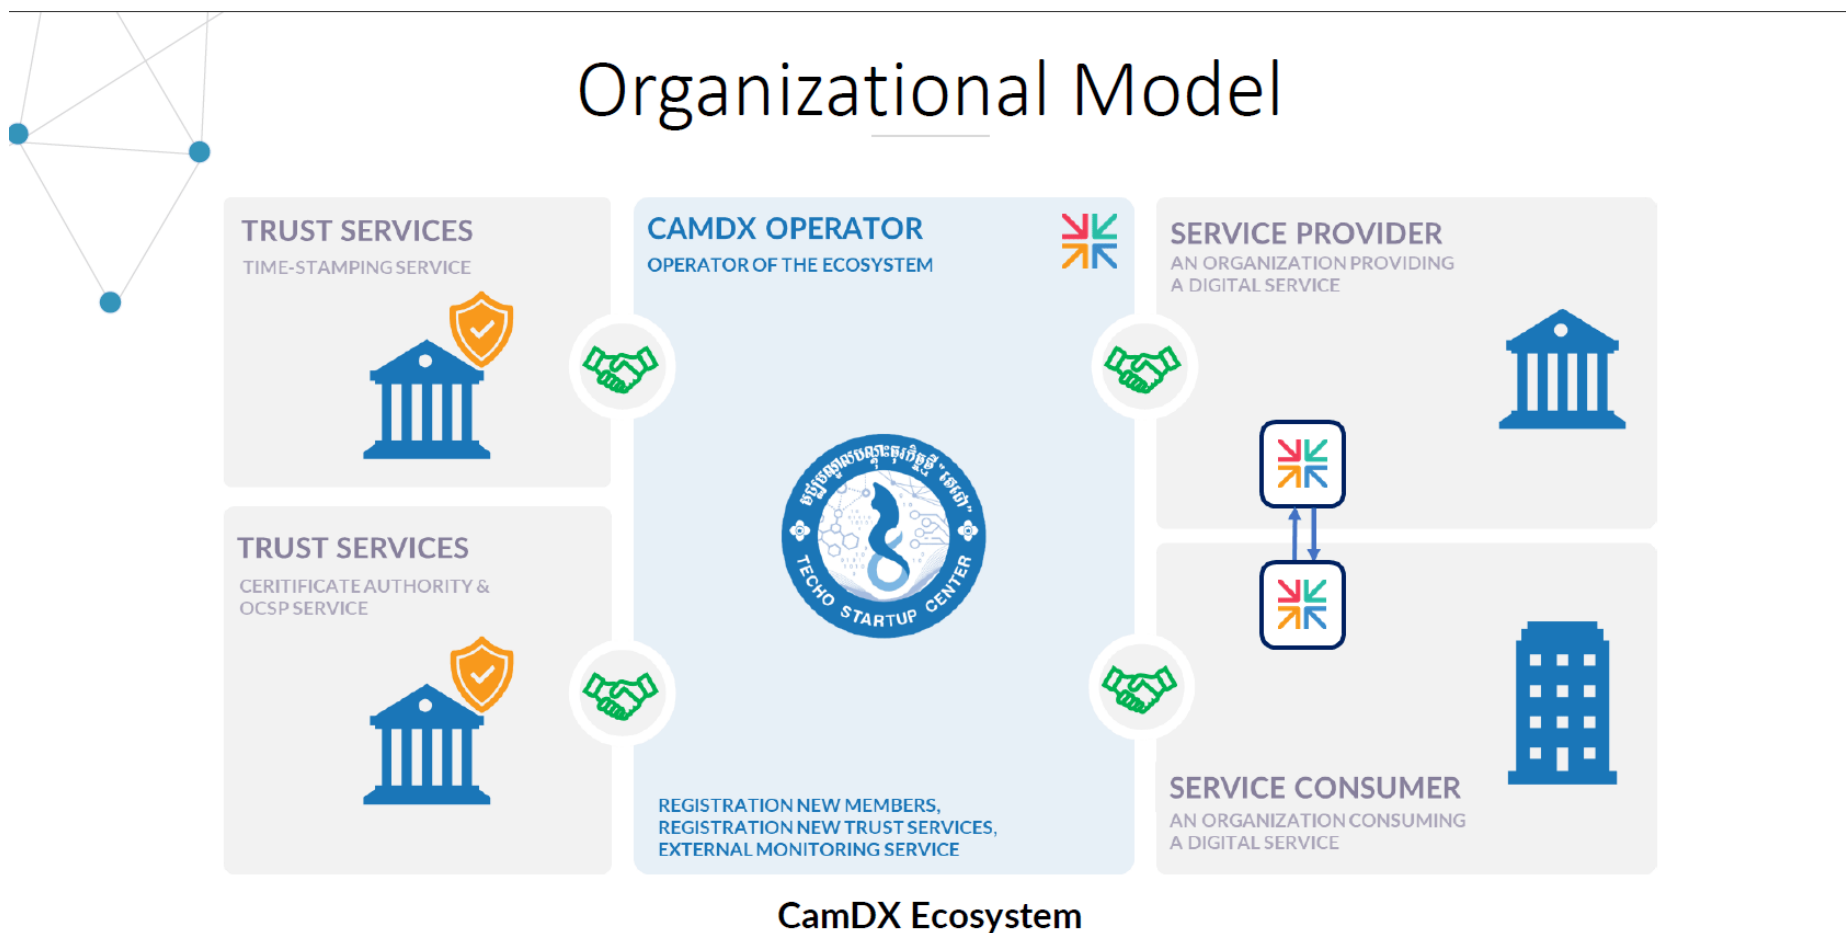 Organizational Model
TRUST SERVICES
TIME-STAMPING SERVICE
TRUST SERVICES
CERITIFICATE AUTHORITY &
OCSP SERVICE
CAMDX OPERATOR
OPERATOR OF THE ECOSYSTEM
TECHO STARTUP CENTER
REGISTRATION NEW MEMBERS,
REGISTRATION NEW TRUST SERVICES,
EXTERNAL MONITORING SERVICE
SERVICE PROVIDER
AN ORGANIZATION PROVIDING
A DIGITAL SERVICE
SERVICE CONSUMER
AN ORGANIZATION CONSUMING
A DIGITAL SERVICE
CamDX Ecosystem